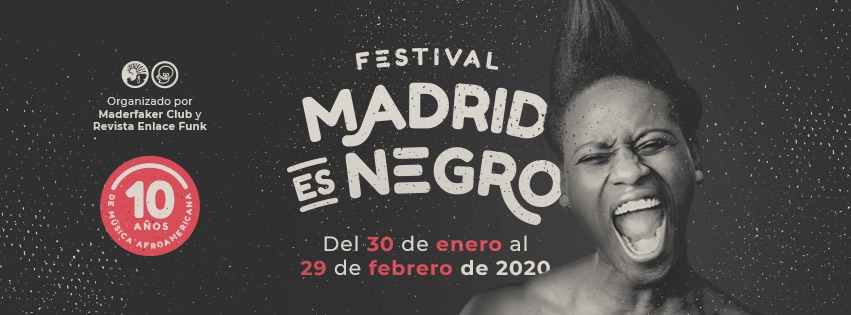 Organizado por
Maderfaker Club y
Revista Enlace Funk
10
AÑOS
DE MÚSICA AFROAMERICANA
FESTIVAL
MADRID
ES NEGRO
Del 30 de enero al
29 de febrero de 2020